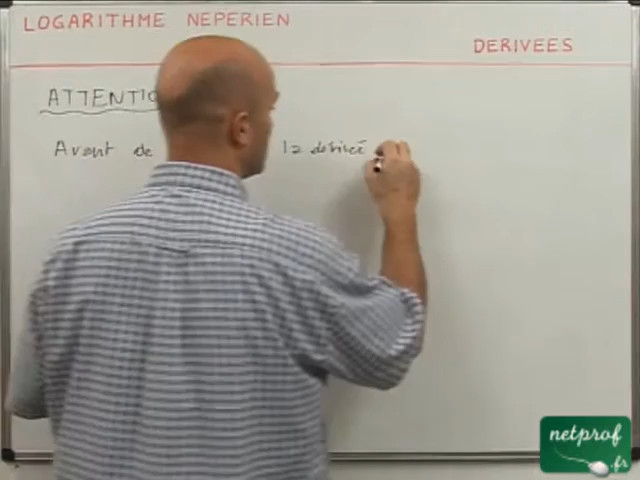 LOGARITHME NEPERIEN
DERIVEES
ATTENTIO
Avant de la dérivée
netprof
.fr